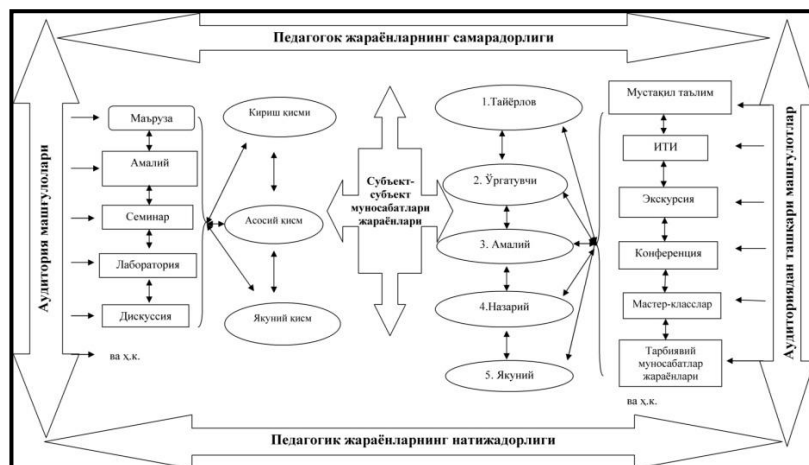 Педагогок жараёнларнинг самарадорлиги
Аудитория машғулолари
Маъруза
Амалий
Семинар
Лаборатория
Дискуссия
ва ҳ.к.
Кириш қисми
Асосий қисм
Якуний қисм
Субъект-
субъект
муносабатлари
жараёнлари
1.Тайёрлов
2. Ўргатувчи
3. Амалий
4.Назарий
5. Якуний
Мустақил таълим
ИТИ
Экскурсия
Конференция
Мастер-класслар
Тарбиявий
муносабатлар
жараёнлари
ва ҳ.к.
Аудиториядан ташкари машғулотлар
Педагогик жараёнларнинг натижадорлиги